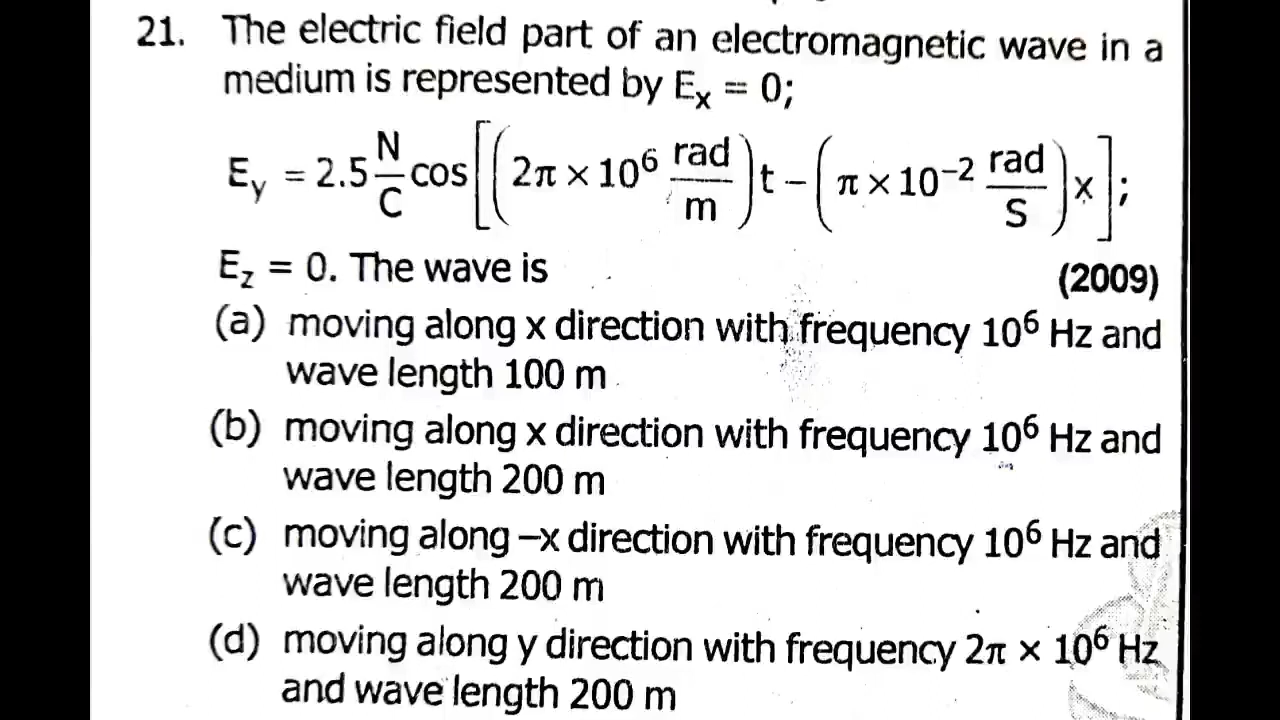 21. The electric field part of an electromagnetic wave in a
medium is represented by Eₓ = 0;
E_y = 2.5 N/C cos[(2π × 10⁶ rad/m)t − (π × 10⁻² rad/S)x];
E_z = 0. The wave is (2009)
(a) moving along x direction with frequency 10⁶ Hz and
wave length 100 m
(b) moving along x direction with frequency 10⁶ Hz and
wave length 200 m
(c) moving along –x direction with frequency 10⁶ Hz and
wave length 200 m
(d) moving along y direction with frequency 2π × 10⁶ Hz
and wave length 200 m